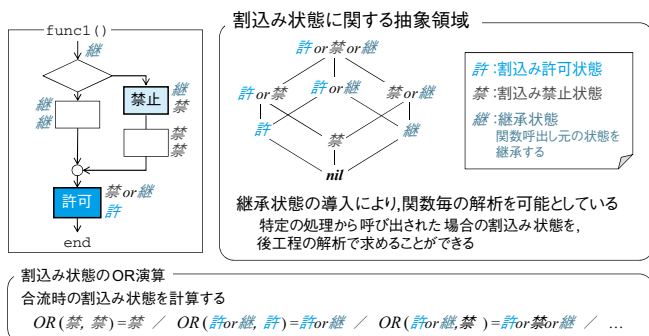 func1()
継
継
継
禁止
継
禁
禁
禁
禁or継
許可
許
end
割込み状態に関する抽象領域
許or禁or継
許or禁
許or継
禁or継
許
禁
継
nil
許:割込み許可状態
禁:割込み禁止状態
継:継承状態
関数呼出し元の状態を
継承する
継承状態の導入により,関数毎の解析を可能としている
特定の処理から呼び出された 場合の割込み状態を,
後工程の解析で求めることができる
割込み状態のOR演算
合流時の割込み状態を計算する
OR(禁, 禁)=禁 / OR(許or継, 許)=許or継 / OR(許or継,禁)=許or禁or継 / …